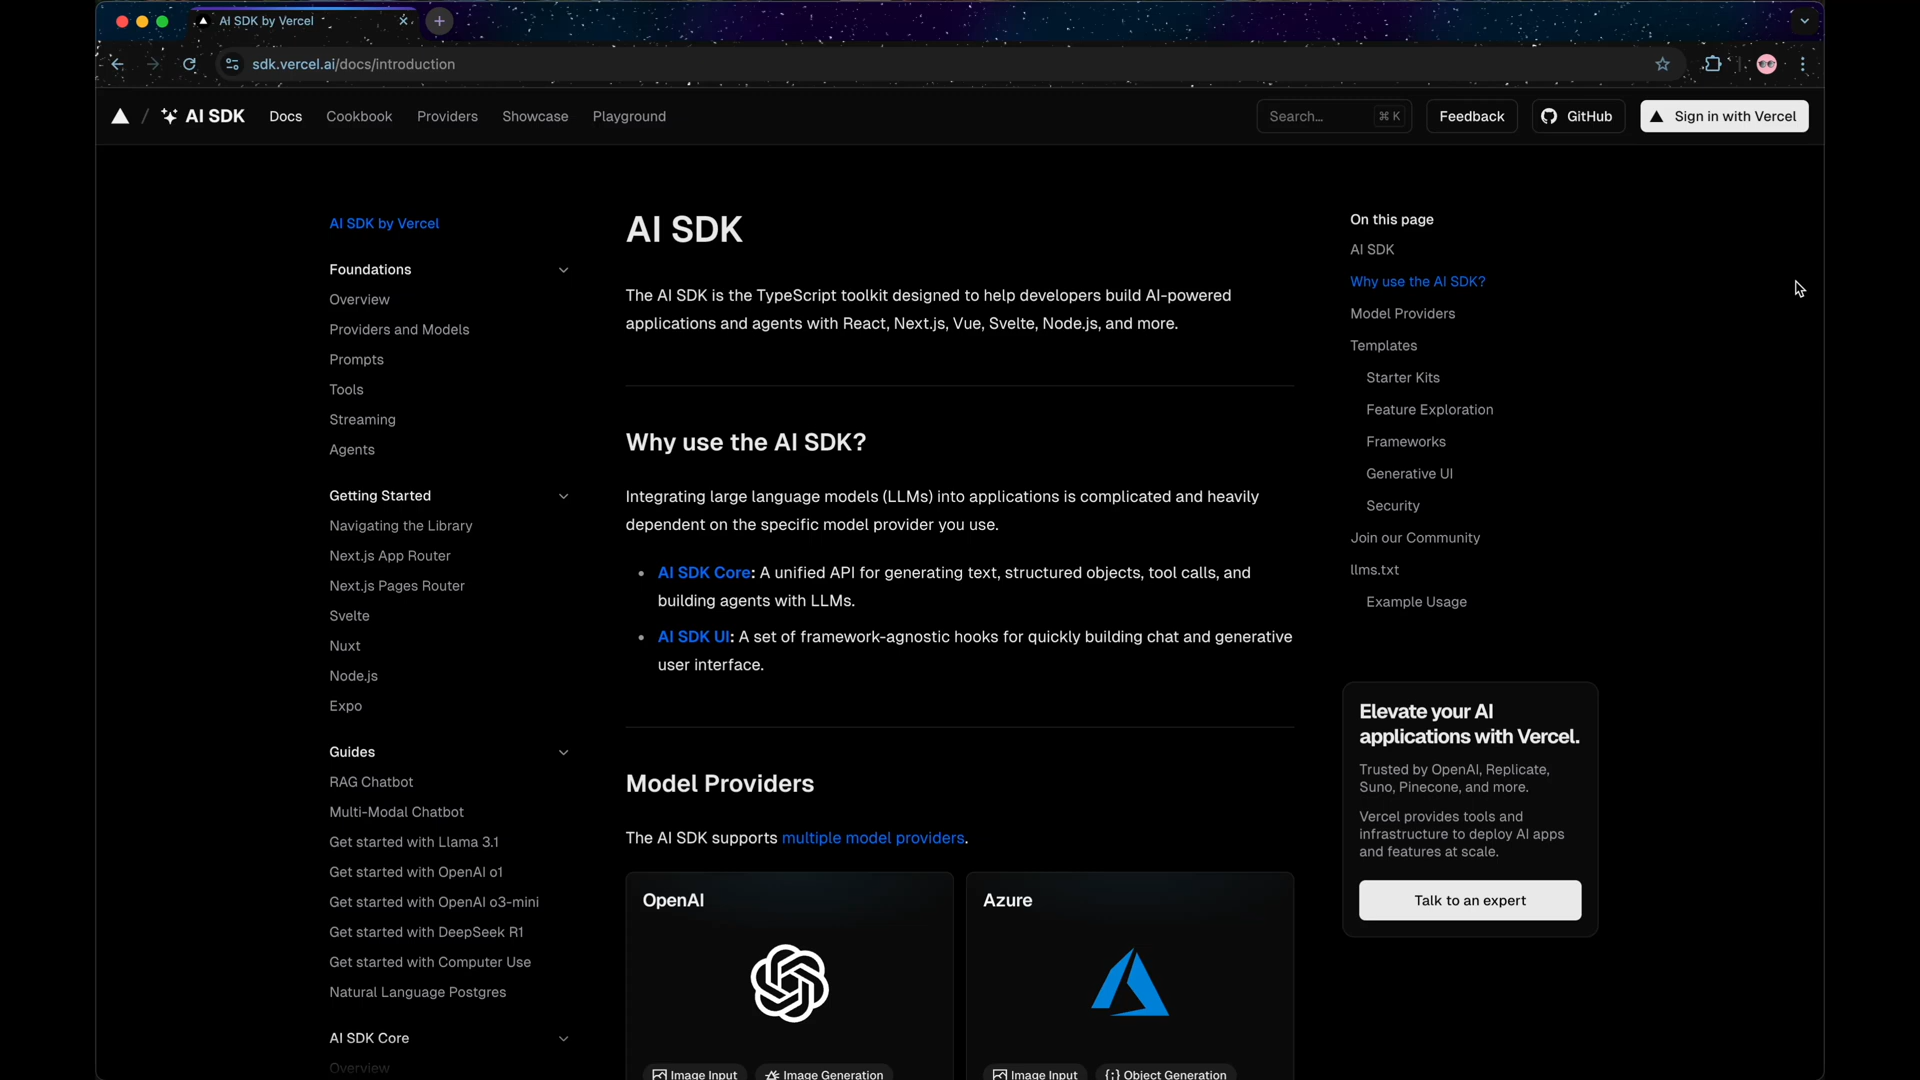 AI SDK by Vercel
sdk.vercel.ai/docs/introduction
AI SDK
Docs
Cookbook
Providers
Showcase
Playground
Search...
⌘ K
Feedback
GitHub
Sign in with Vercel
AI SDK by Vercel
Foundations
Overview
Providers and Models
Prompts
Tools
Streaming
Agents
Getting Started
Navigating the Library
Next.js App Router
Next.js Pages Router
Svelte
Nuxt
Node.js
Expo
Guides
RAG Chatbot
Multi-Modal Chatbot
Get started with Llama 3.1
Get started with OpenAI o1
Get started with OpenAI o3-mini
Get started with DeepSeek R1
Get started with Computer Use
Natural Language Postgres
AI SDK Core
Overview
AI SDK
The AI SDK is the TypeScript toolkit designed to help developers build AI-powered
applications and agents with React, Next.js, Vue, Svelte, Node.js, and more.
Why use the AI SDK?
Integrating large language models (LLMs) into applications is complicated and heavily
dependent on the specific model provider you use.
• AI SDK Core: A unified API for generating text, structured objects, tool calls, and
building agents with LLMs.
• AI SDK UI: A set of framework-agnostic hooks for quickly building chat and generative
user interface.
Model Providers
The AI SDK supports multiple model providers.
OpenAI
Image Input
Image Generation
Azure
Image Input
Object Generation
On this page
AI SDK
Why use the AI SDK?
Model Providers
Templates
Starter Kits
Feature Exploration
Frameworks
Generative UI
Security
Join our Community
llms.txt
Example Usage
Elevate your AI
applications with Vercel.
Trusted by OpenAI, Replicate,
Suno, Pinecone, and more.
Vercel provides tools and
infrastructure to deploy AI apps
and features at scale.
Talk to an expert